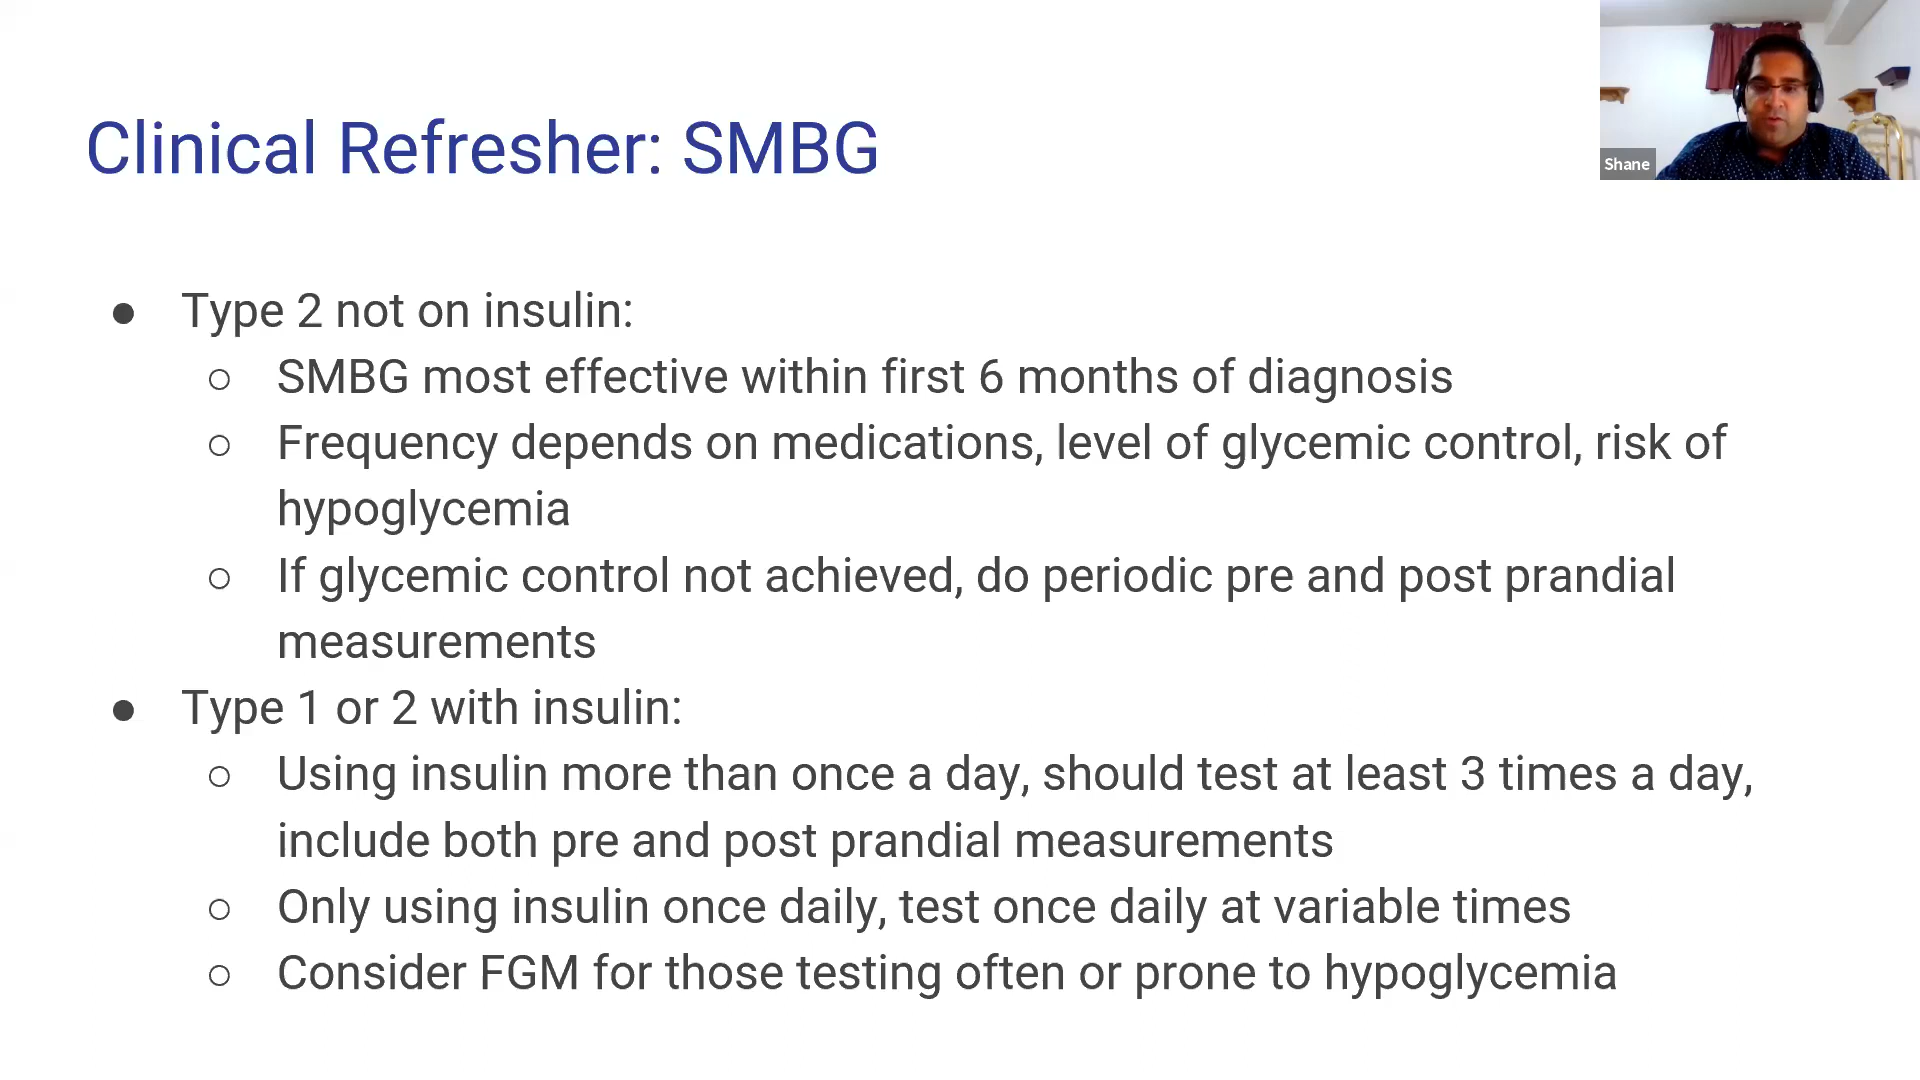 Clinical Refresher: SMBG
Shane
● Type 2 not on insulin:
○ SMBG most effective within first 6 months of diagnosis
○ Frequency depends on medications, level of glycemic control, risk of
hypoglycemia
○ If glycemic control not achieved, do periodic pre and post prandial
measurements
● Type 1 or 2 with insulin:
○ Using insulin more than once a day, should test at least 3 times a day,
include both pre and post prandial measurements
○ Only using insulin once daily, test once daily at variable times
○ Consider FGM for those testing often or prone to hypoglycemia